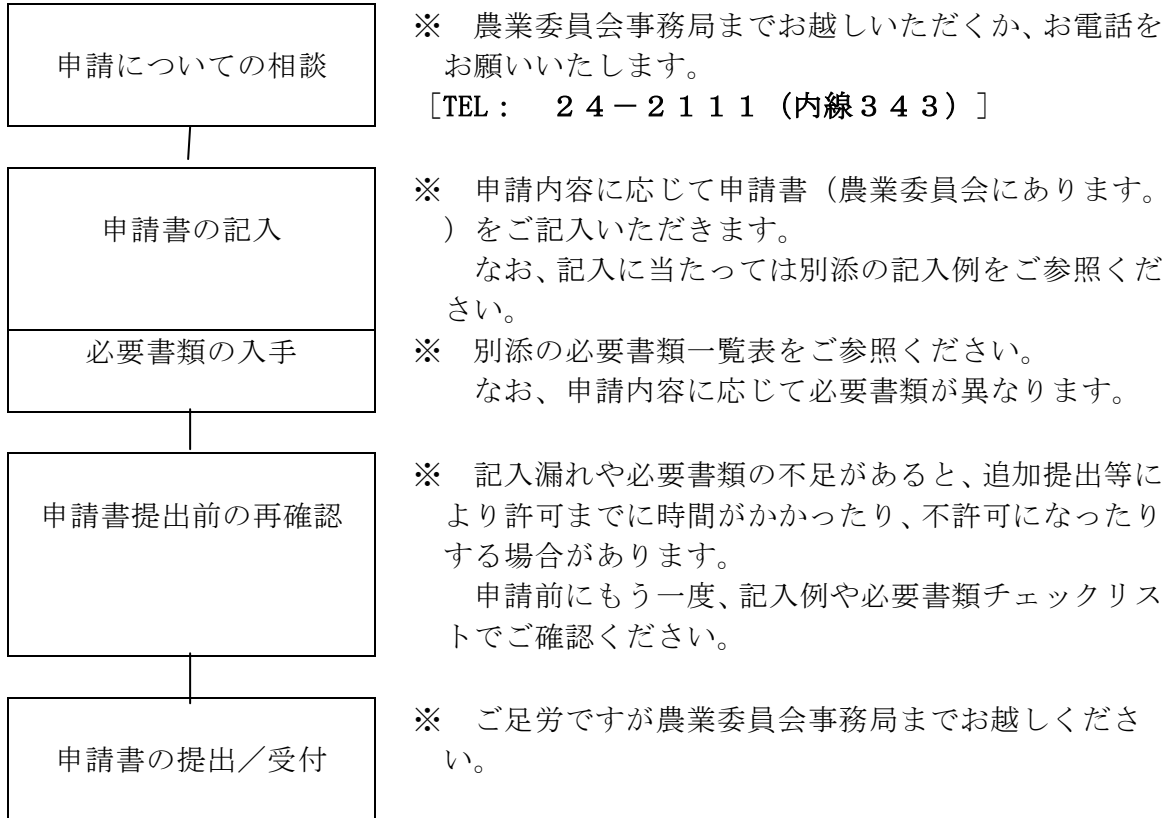 申請についての相談
※　農業委員会事務局までお越しいただくか、お電話を
お願いいたします。
［TEL：　２４－２１１１（内線３４３）］
申請書の記入
※　申請内容に応じて申請書（農業委員会にあります。
）をご記入いただきます。
なお、記入に当たっては別添の記入例をご参照くだ
さい。
必要書類の入手
※　別添の必要書類一覧表をご参照ください。
なお、申請内容に応じて必要書類が異なります。
申請書提出前の再確認
※　記入漏れや必要書類の不足があると、追加提出等に
より許可までに時間がかかったり、不許可になったり
する場合があります。
申請前にもう一度、記入例や必要書類チェックリス
トでご確認ください。
申請書の提出／受付
※　ご足労ですが農業委員会事務局までお越しくださ
い。